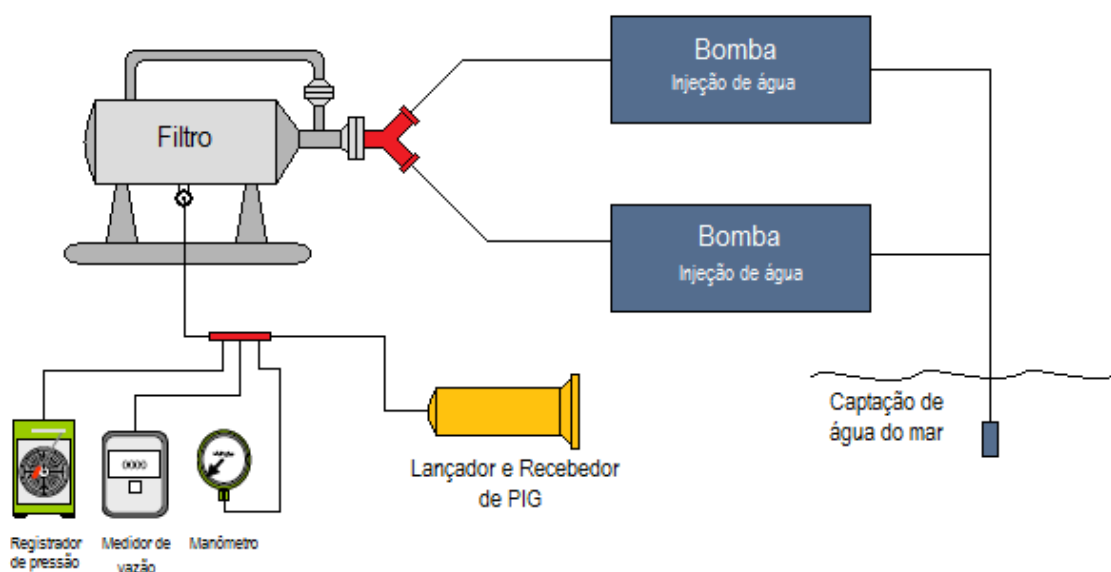 Bomba
Injeção de água
Filtro
Bomba
Injeção de água
Captação de
água do mar
0000
Lançador e Recebedor
de PIG
Registrador
de pressão
Medidor de
vazão
Manômetro